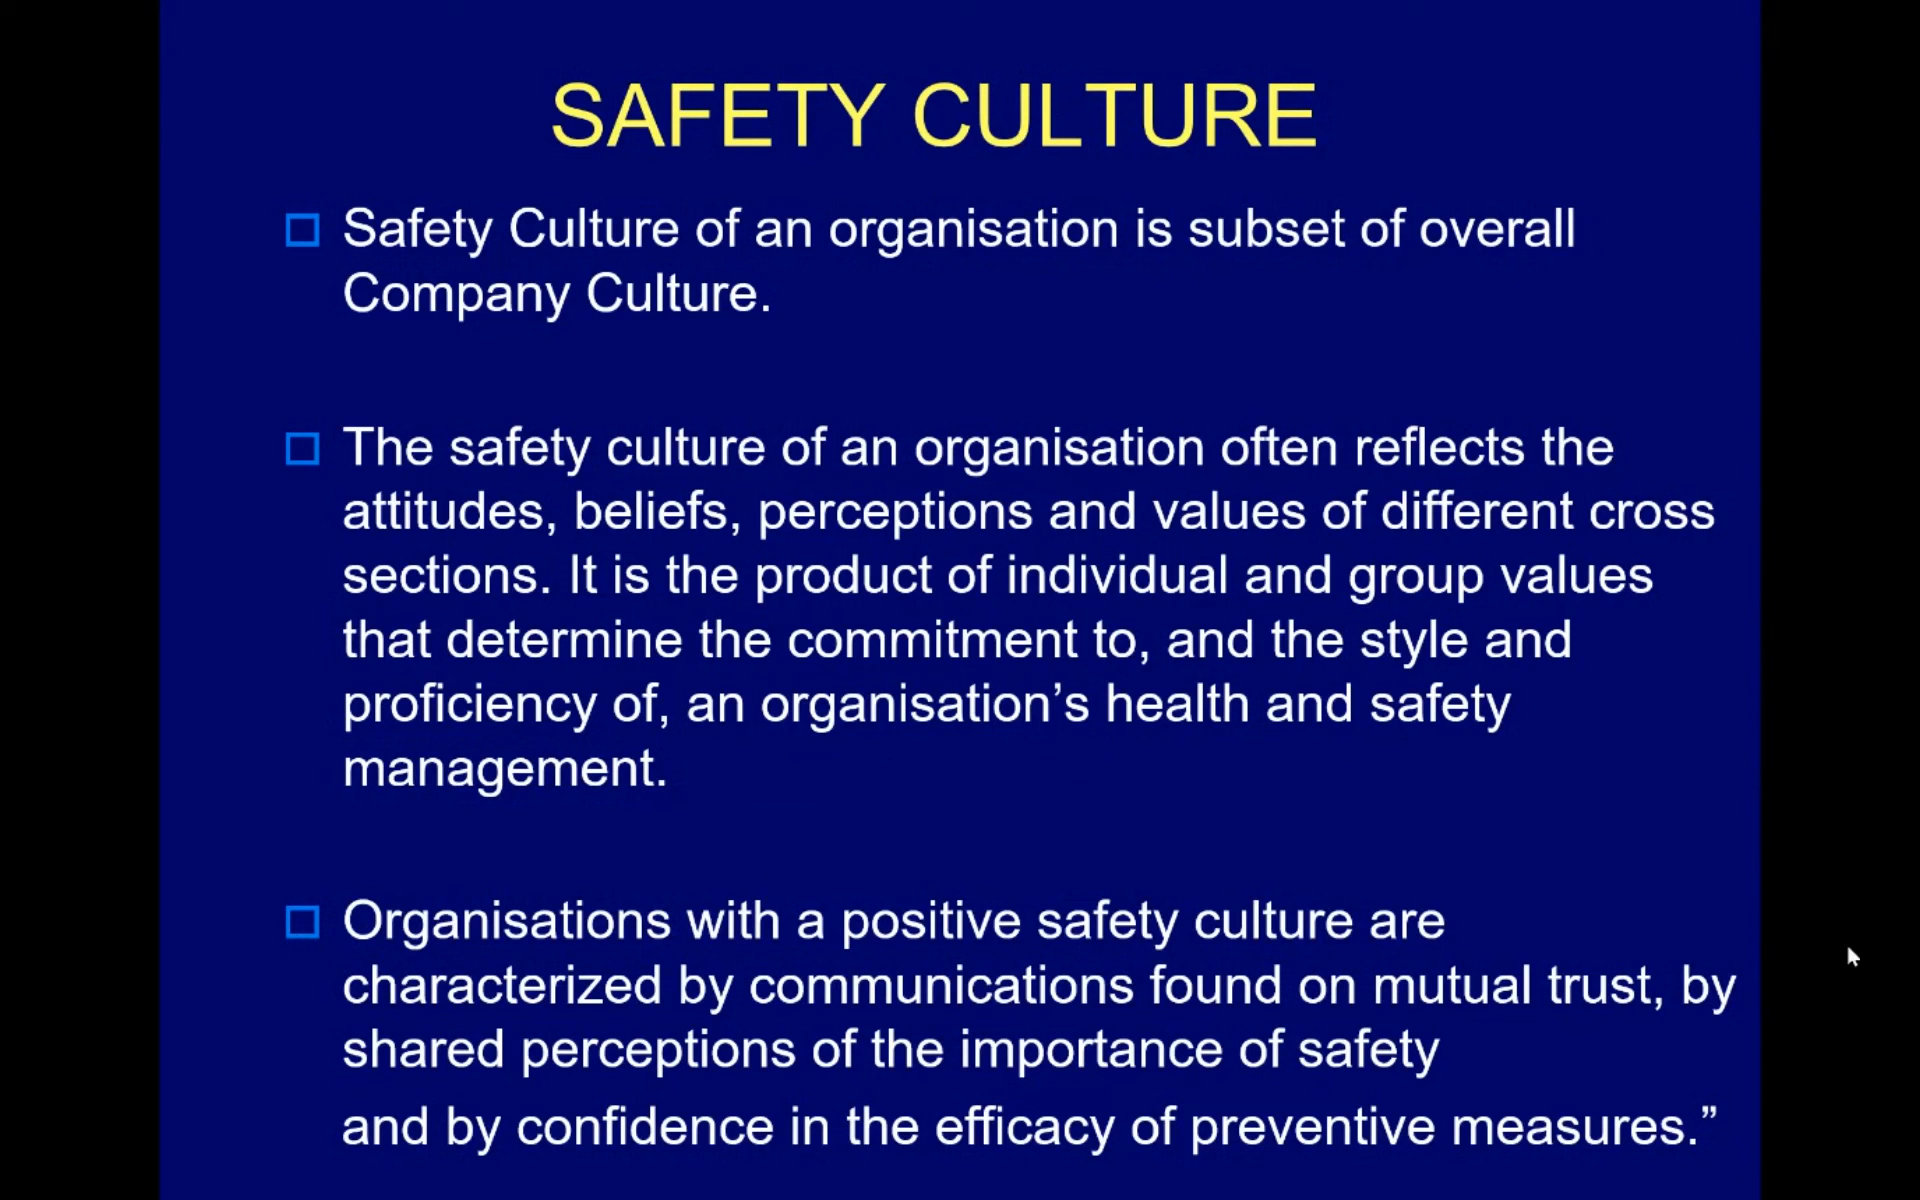 SAFETY CULTURE
Safety Culture of an organisation is subset of overall
Company Culture.
The safety culture of an organisation often reflects the
attitudes, beliefs, perceptions and values of different cross
sections. It is the product of individual and group values
that determine the commitment to, and the style and
proficiency of, an organisation’s health and safety
management.
Organisations with a positive safety culture are
characterized by communications found on mutual trust, by
shared perceptions of the importance of safety
and by confidence in the efficacy of preventive measures.”